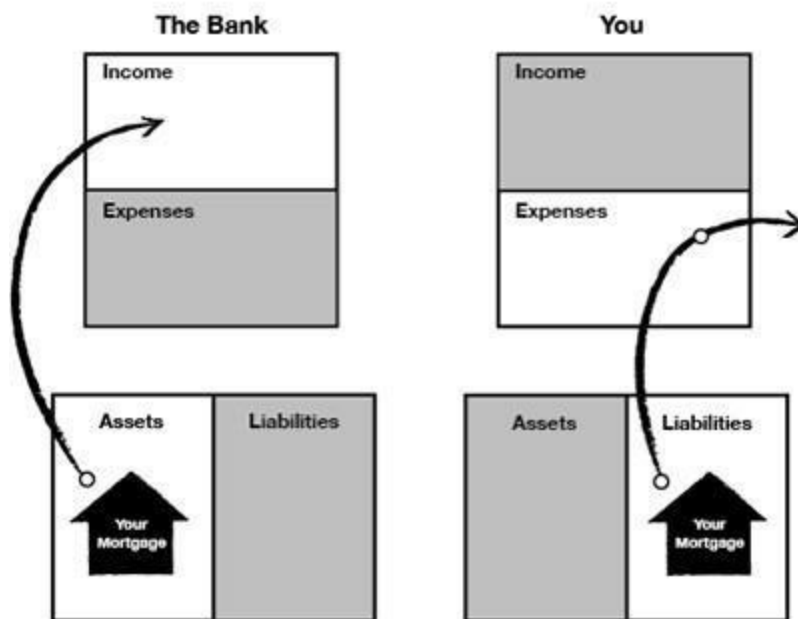 The Bank
Income
Expenses
Assets
Liabilities
Your
Mortgage
You
Income
Expenses
Assets
Liabilities
Your
Mortgage